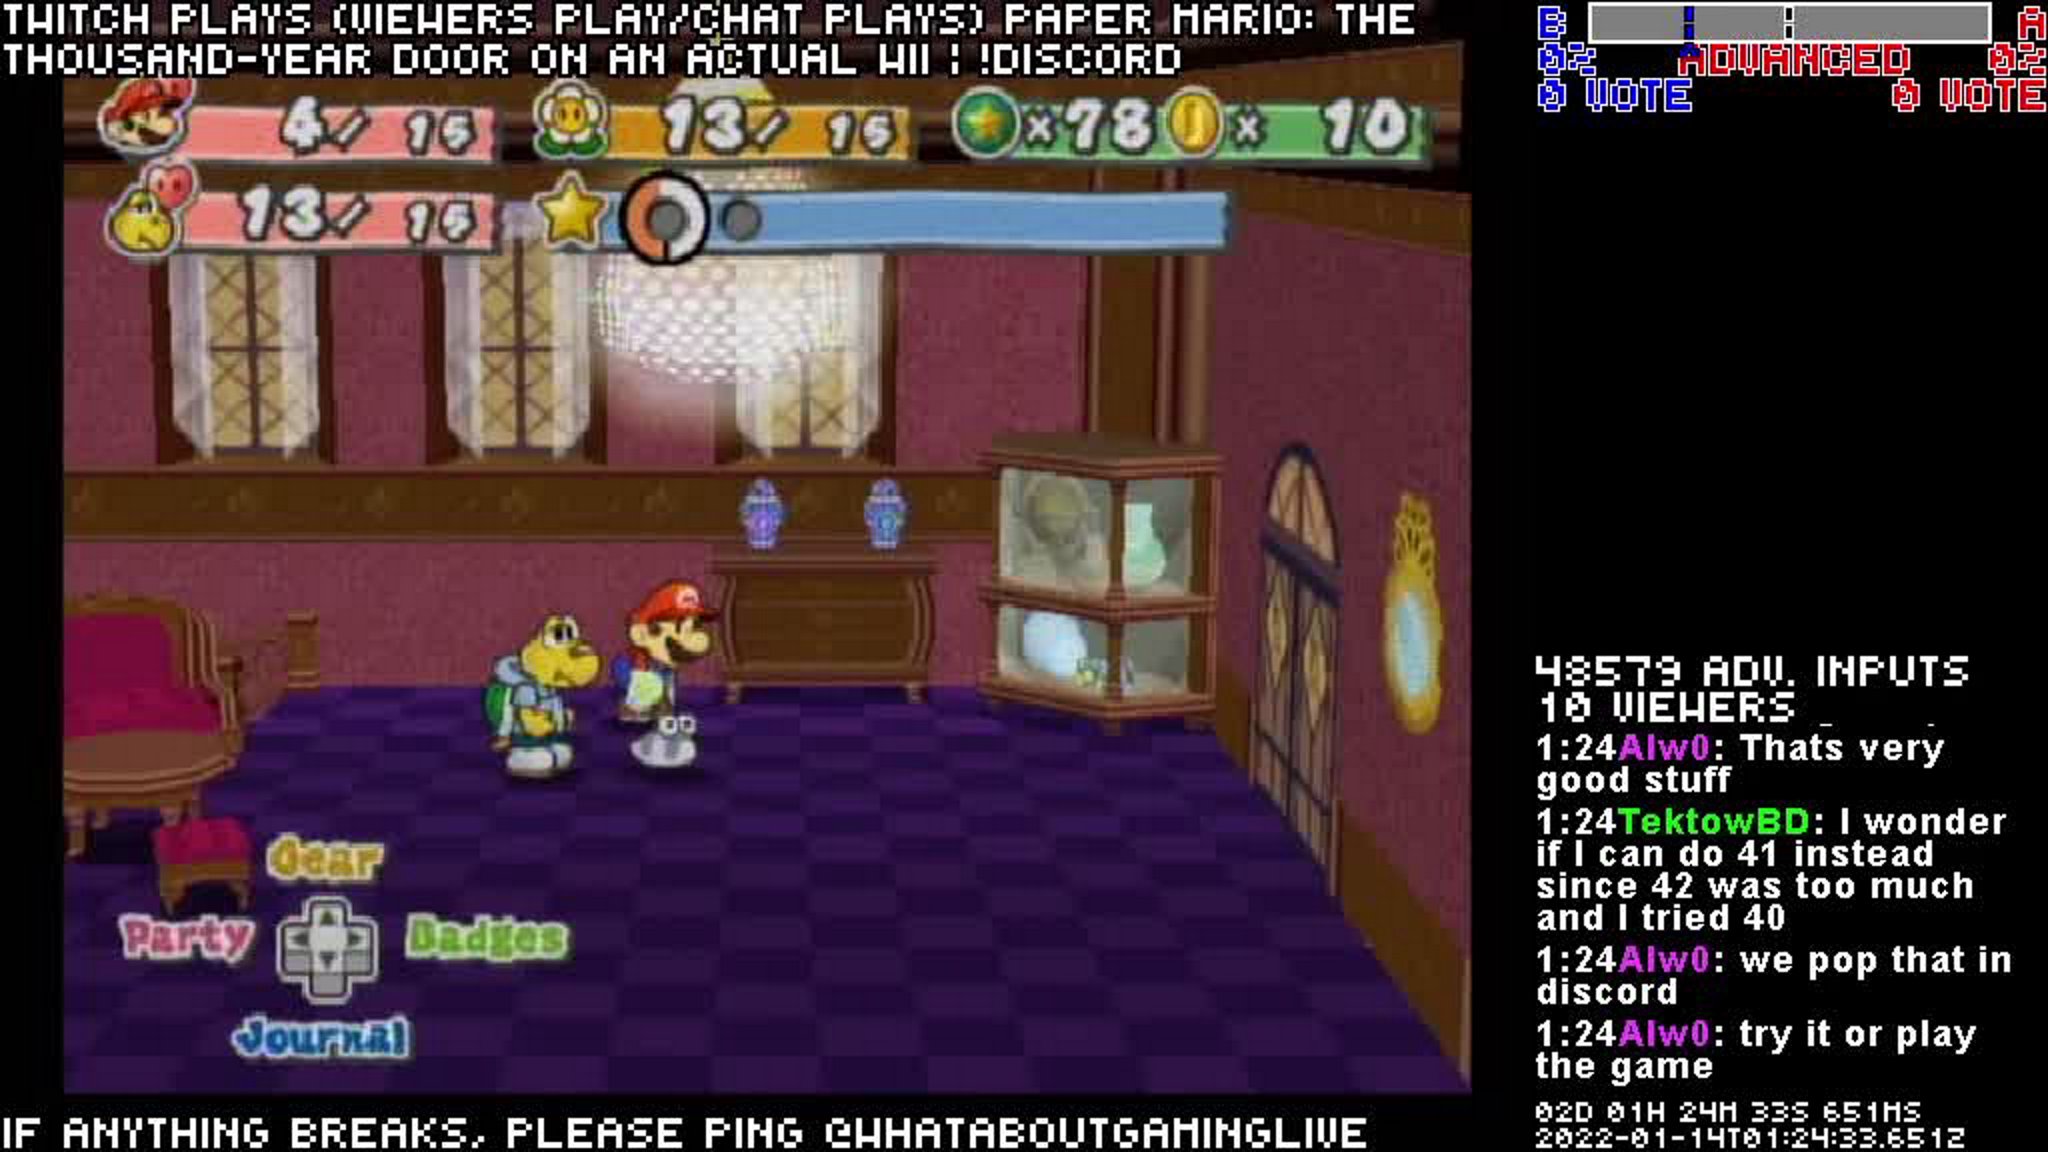 TWITCH PLAYS (VIEWERS PLAY/CHAT PLAYS) PAPER MARIO: THE
THOUSAND-YEAR DOOR ON AN ACTUAL WII ¦ !DISCORD
B A
0% ADVANCED 0%
0 VOTE 0 VOTE
4/ 15
13/ 15
×78
× 10
13/ 15
Gear
Party
Badges
Journal
48579 ADV. INPUTS
10 VIEWERS
1:24AIw0: Thats very
good stuff
1:24TektowBD: I wonder
if I can do 41 instead
since 42 was too much
and I tried 40
1:24AIw0: we pop that in
discord
1:24AIw0: try it or play
the game
02D 01H 24M 33S 651MS
2022-01-14T01:24:33.651Z
IF ANYTHING BREAKS, PLEASE PING @WHATABOUTGAMINGLIVE